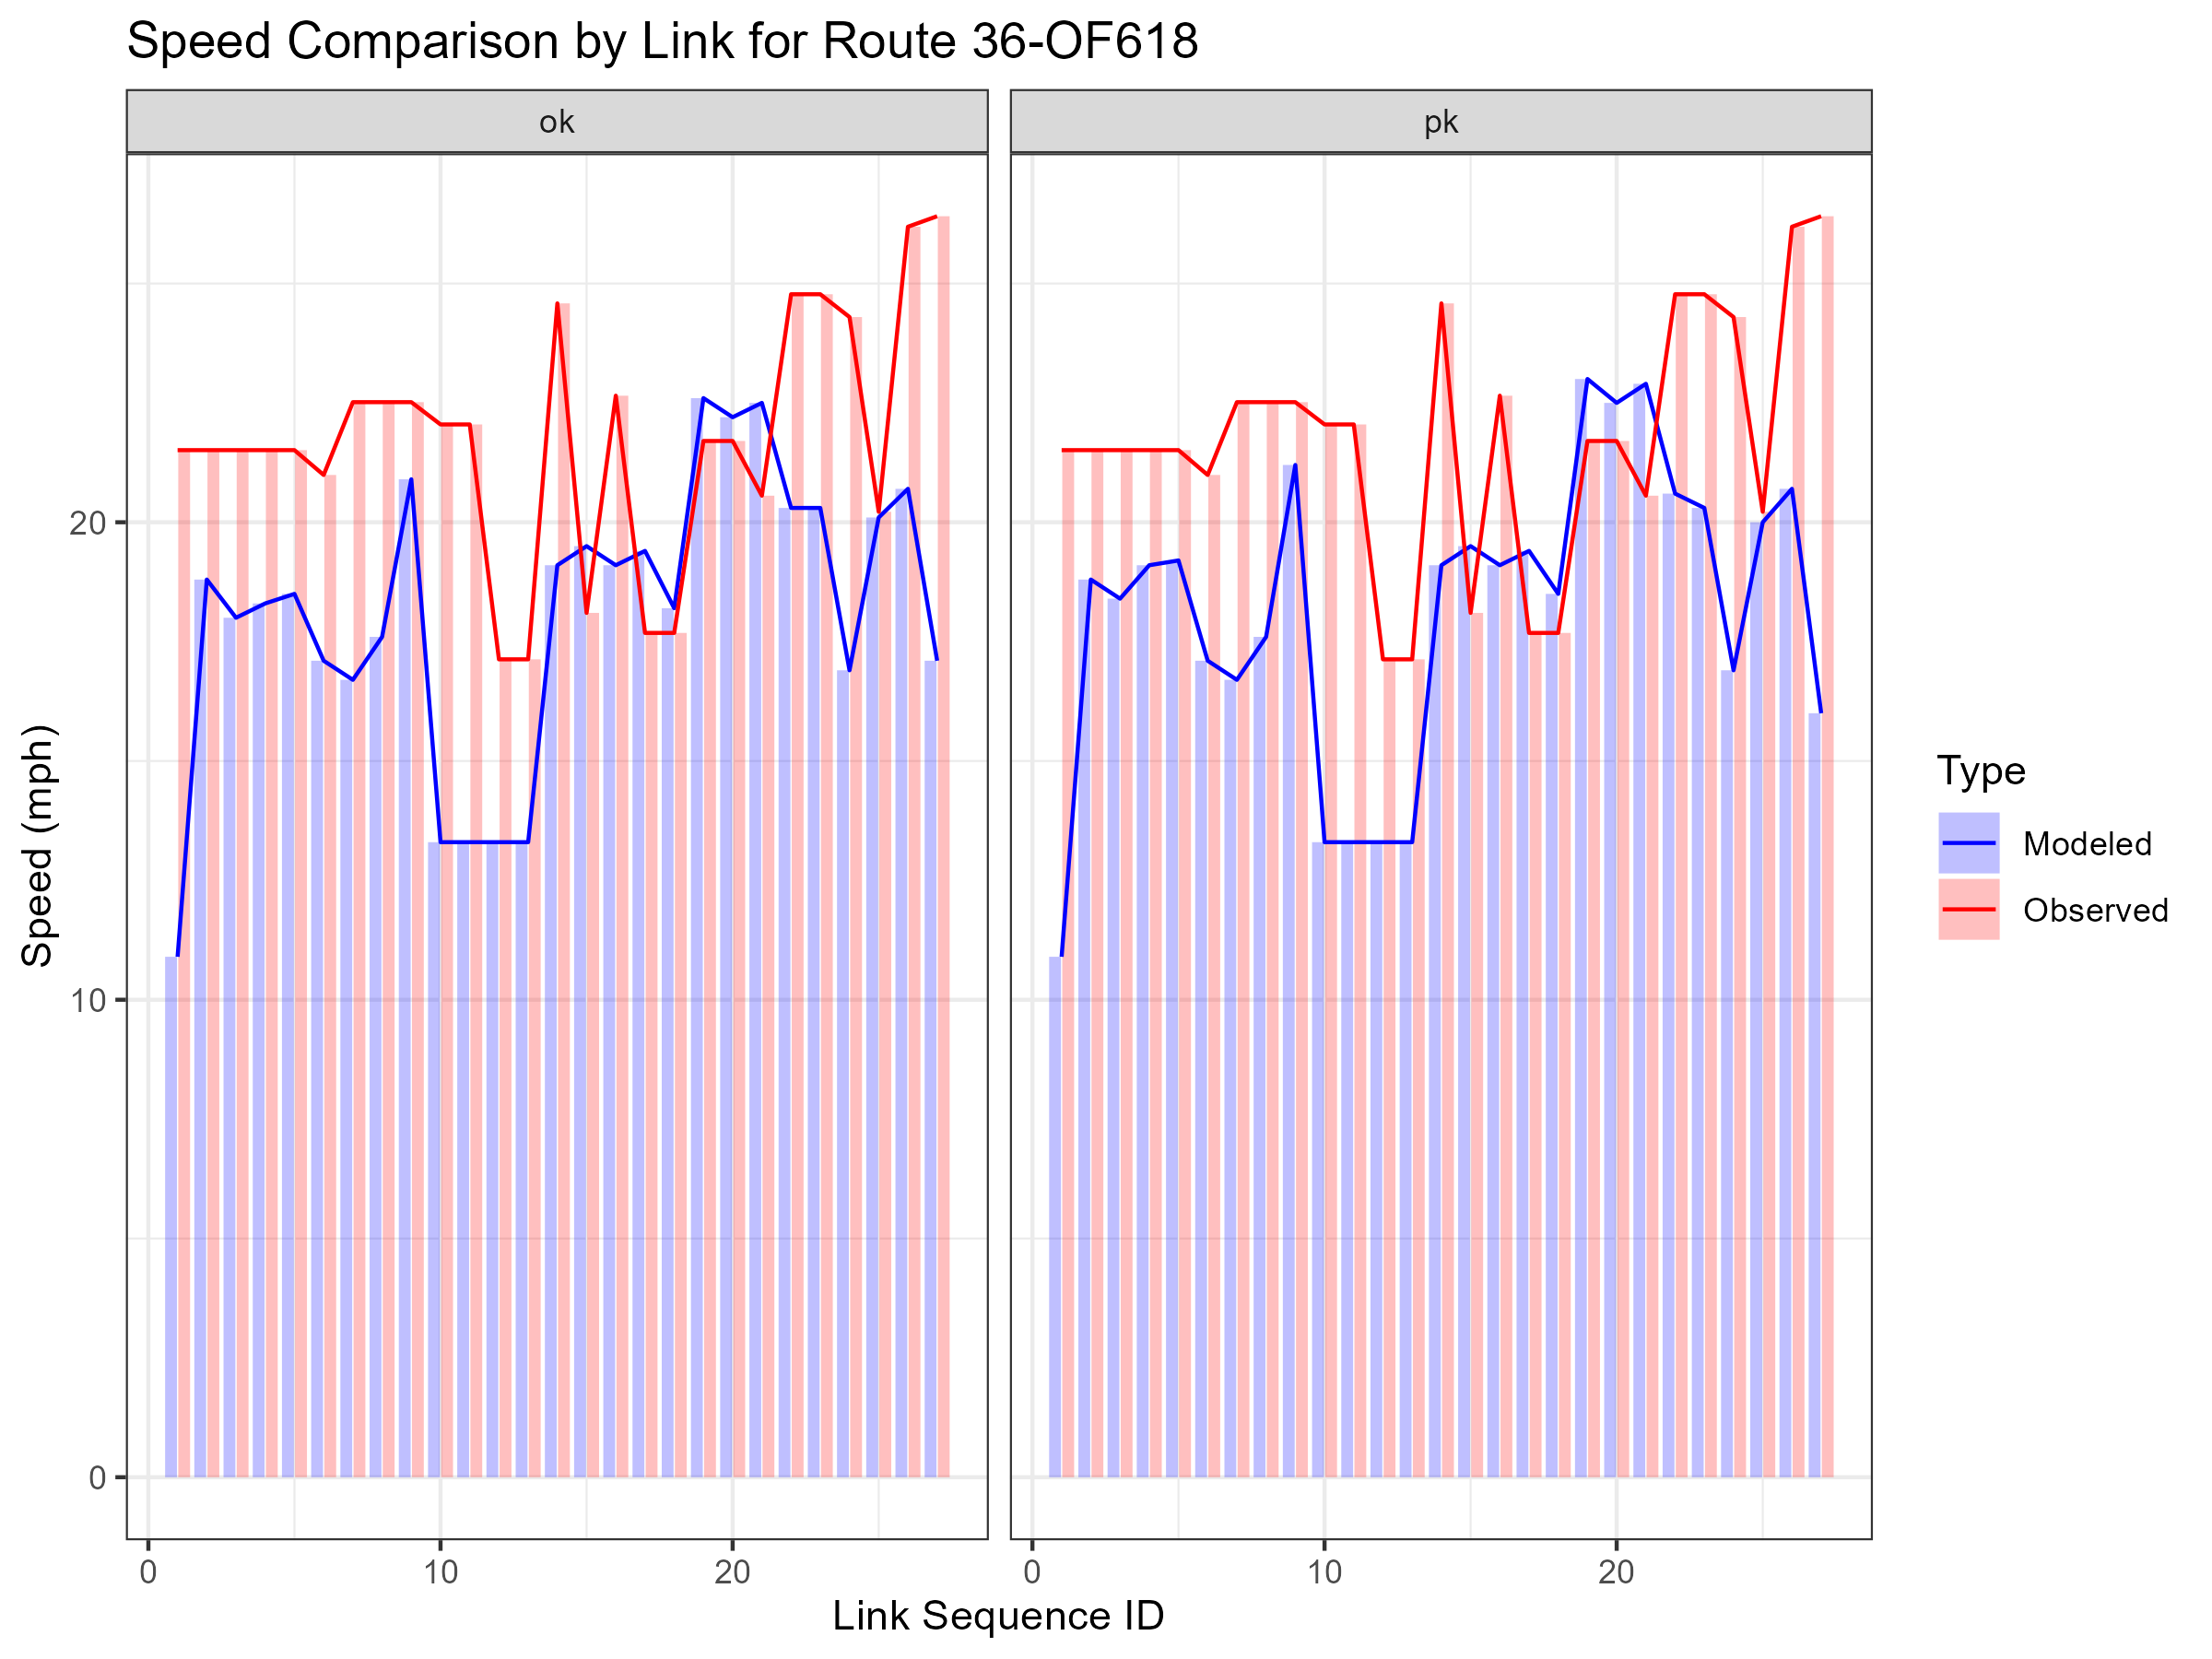 Speed Comparison by Link for Route 36-OF618
ok
pk
Speed (mph)
20
10
0
0
10
20
0
10
20
Link Sequence ID
Type
Modeled
Observed